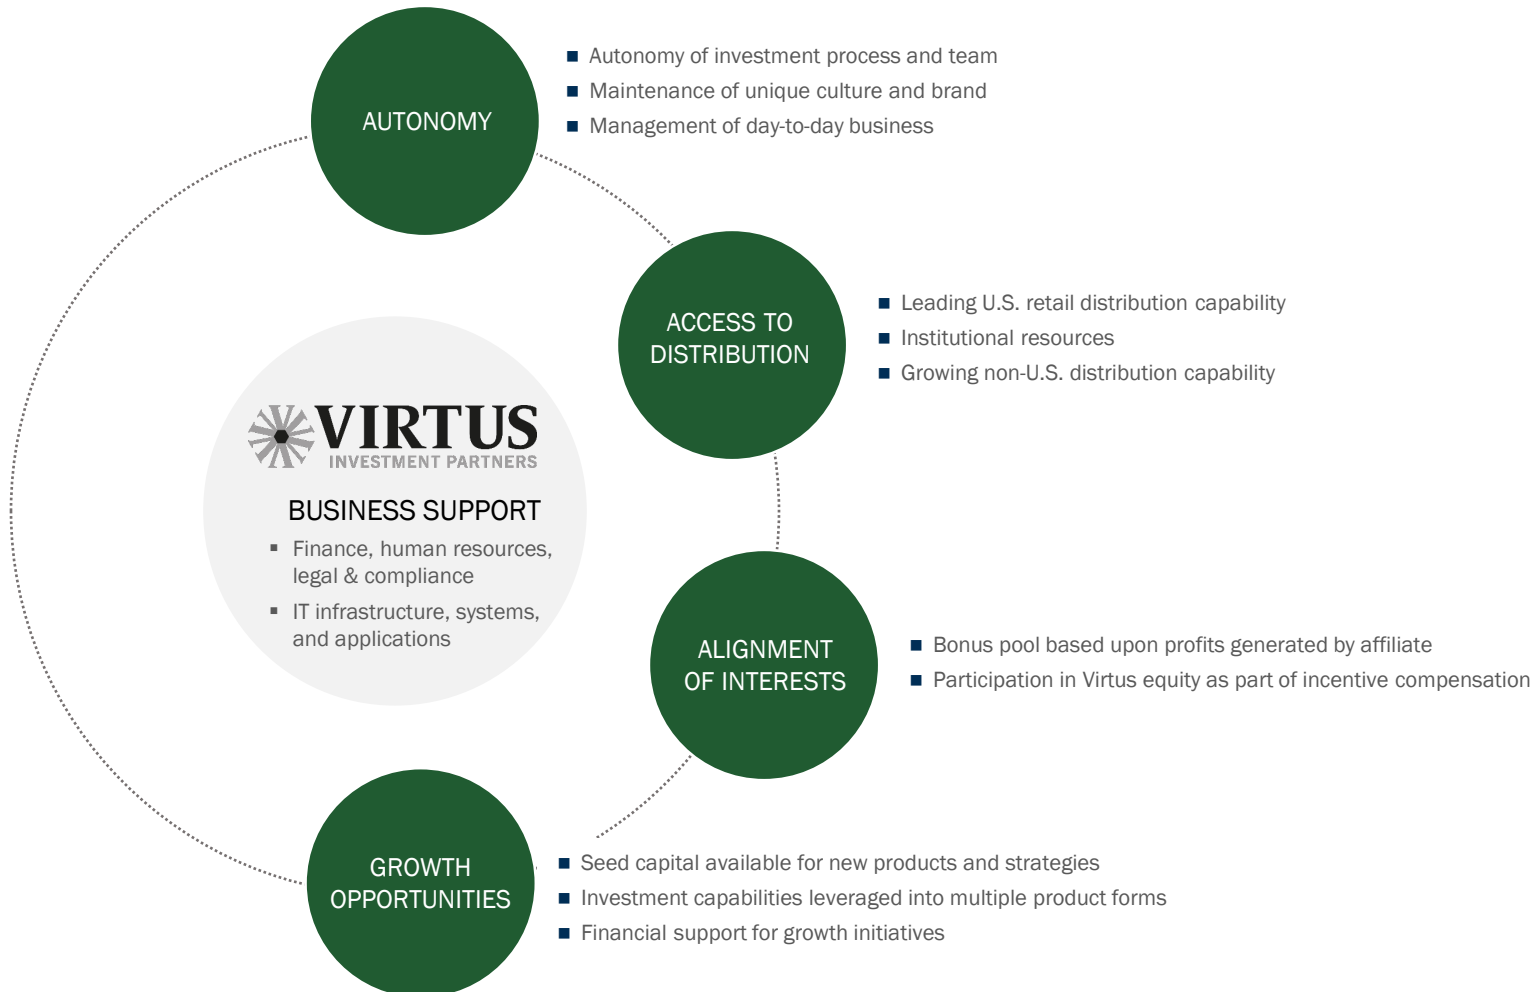 AUTONOMY
■ Autonomy of investment process and team
■ Maintenance of unique culture and brand
■ Management of day-to-day business
ACCESS TO
DISTRIBUTION
■ Leading U.S. retail distribution capability
■ Institutional resources
■ Growing non-U.S. distribution capability
VIRTUS
INVESTMENT PARTNERS
BUSINESS SUPPORT
▪ Finance, human resources,
legal & compliance
▪ IT infrastructure, systems,
and applications
ALIGNMENT
OF INTERESTS
■ Bonus pool based upon profits generated by affiliate
■ Participation in Virtus equity as part of incentive compensation
GROWTH
OPPORTUNITIES
■ Seed capital available for new products and strategies
■ Investment capabilities leveraged into multiple product forms
■ Financial support for growth initiatives